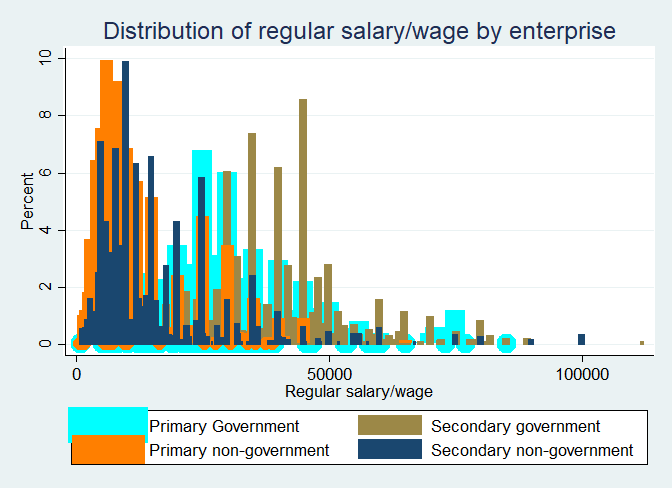 Distribution of regular salary/wage by enterprise
10
8
6
4
2
0
Percent
0 50000 100000
Regular salary/wage
Primary Government Secondary government
Primary non-government Secondary non-government